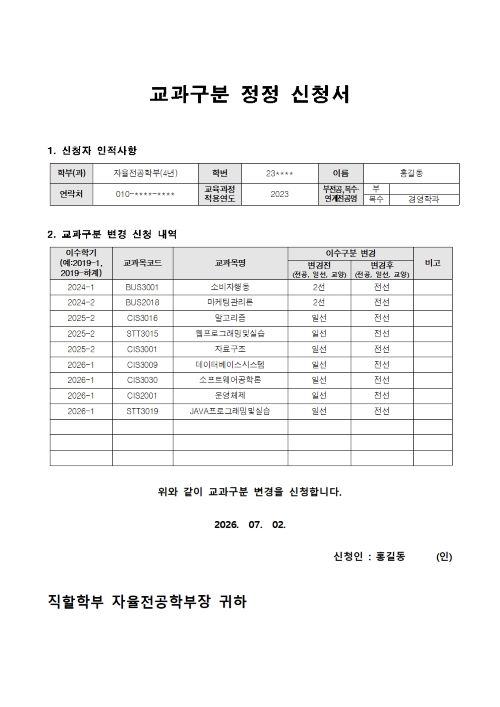 교과구분 정정 신청서
1. 신청자 인적사항
학부(과) 자율전공학부(4년) 학번 23**** 이름 홍길동
연락처 010-****-**** 교육과정 적용연도 2023 부전공,복수·연계전공명 부
복수 경영학과
2. 교과구분 변경 신청 내역
이수학기 (예:2019-1, 2019-하계) 교과목코드 교과목명 이수구분 변경 비고
변경전 (전공, 일선, 교양) 변경후 (전공, 일선, 교양)
2024-1 BUS3001 소비자행동 2선 전선
2024-2 BUS2018 마케팅관리론 2선 전선
2025-2 CIS3016 알고리즘 일선 전선
2025-2 STT3015 웹프로그래밍및실습 일선 전선
2025-2 CIS3001 자료구조 일선 전선
2026-1 CIS3009 데이터베이스시스템 일선 전선
2026-1 CIS3030 소프트웨어공학론 일선 전선
2026-1 CIS2001 운영체제 일선 전선
2026-1 STT3019 JAVA프로그래밍및실습 일선 전선
위와 같이 교과구분 변경을 신청합니다.
2026. 07. 02.
신청인 : 홍길동 (인)
직할학부 자율전공학부장 귀하